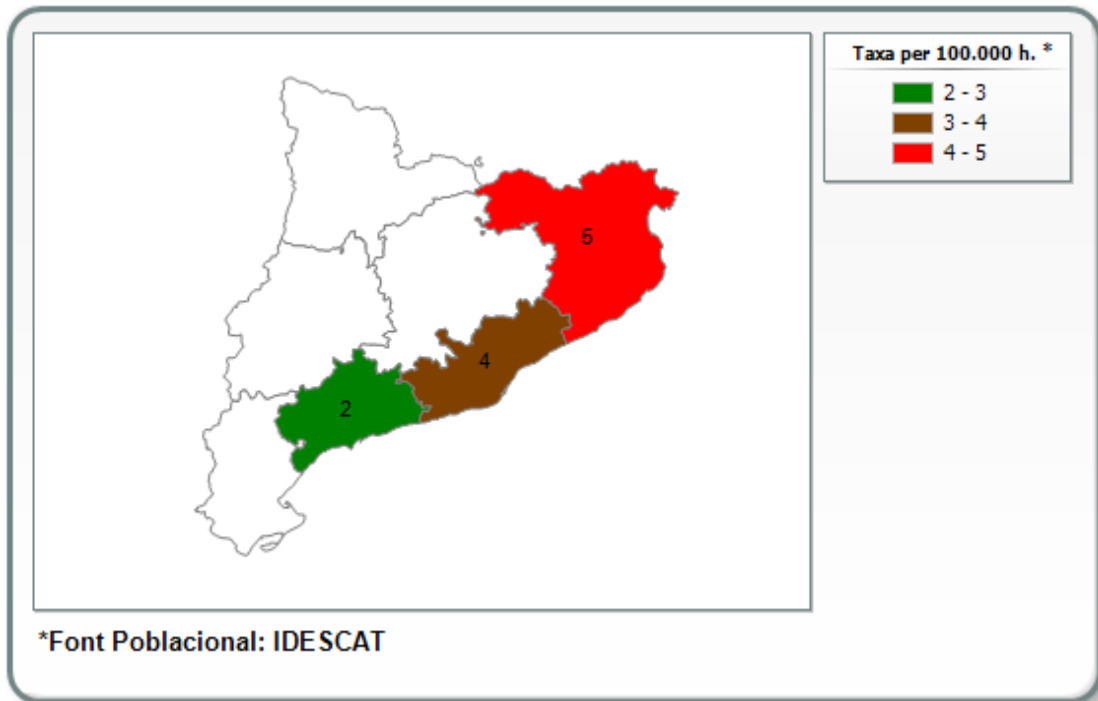 Taxa per 100.000 h. *
2 - 3
3 - 4
4 - 5
5
4
2
*Font Poblacional: IDESCAT